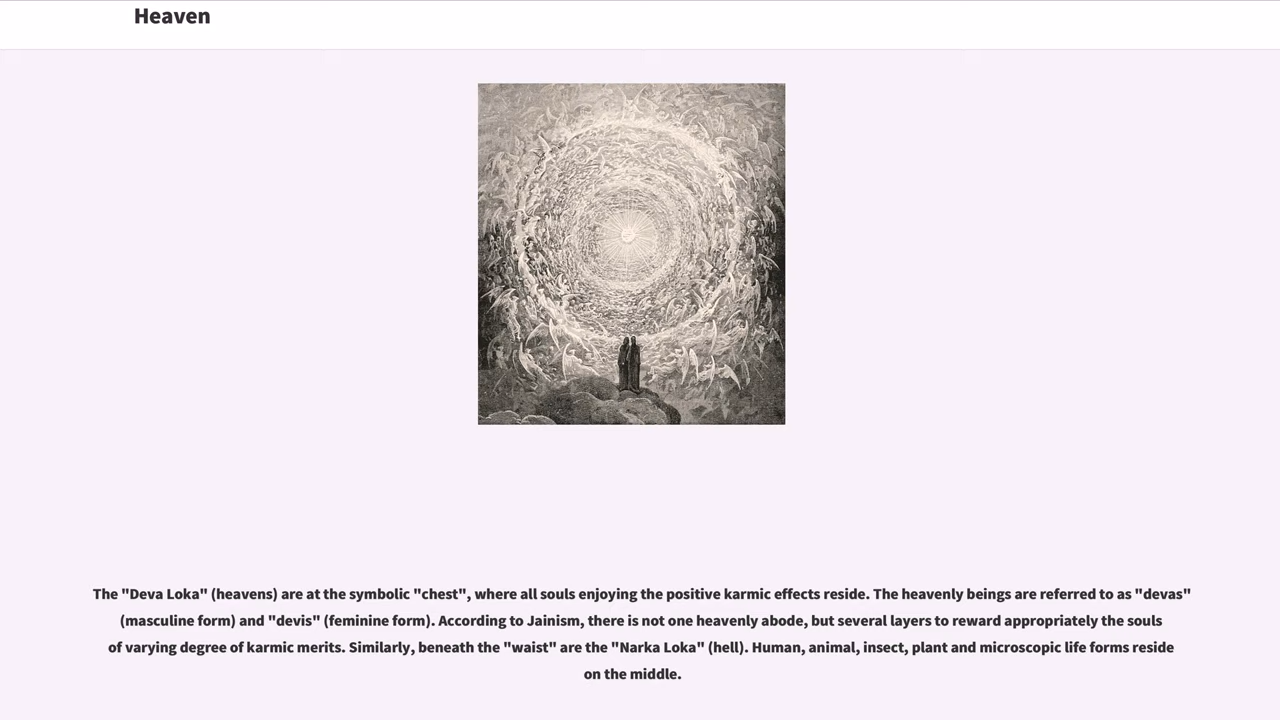 Heaven
The "Deva Loka" (heavens) are at the symbolic "chest", where all souls enjoying the positive karmic effects reside. The heavenly beings are referred to as "devas"
(masculine form) and "devis" (feminine form). According to Jainism, there is not one heavenly abode, but several layers to reward appropriately the souls
of varying degree of karmic merits. Similarly, beneath the "waist" are the "Narka Loka" (hell). Human, animal, insect, plant and microscopic life forms reside
on the middle.